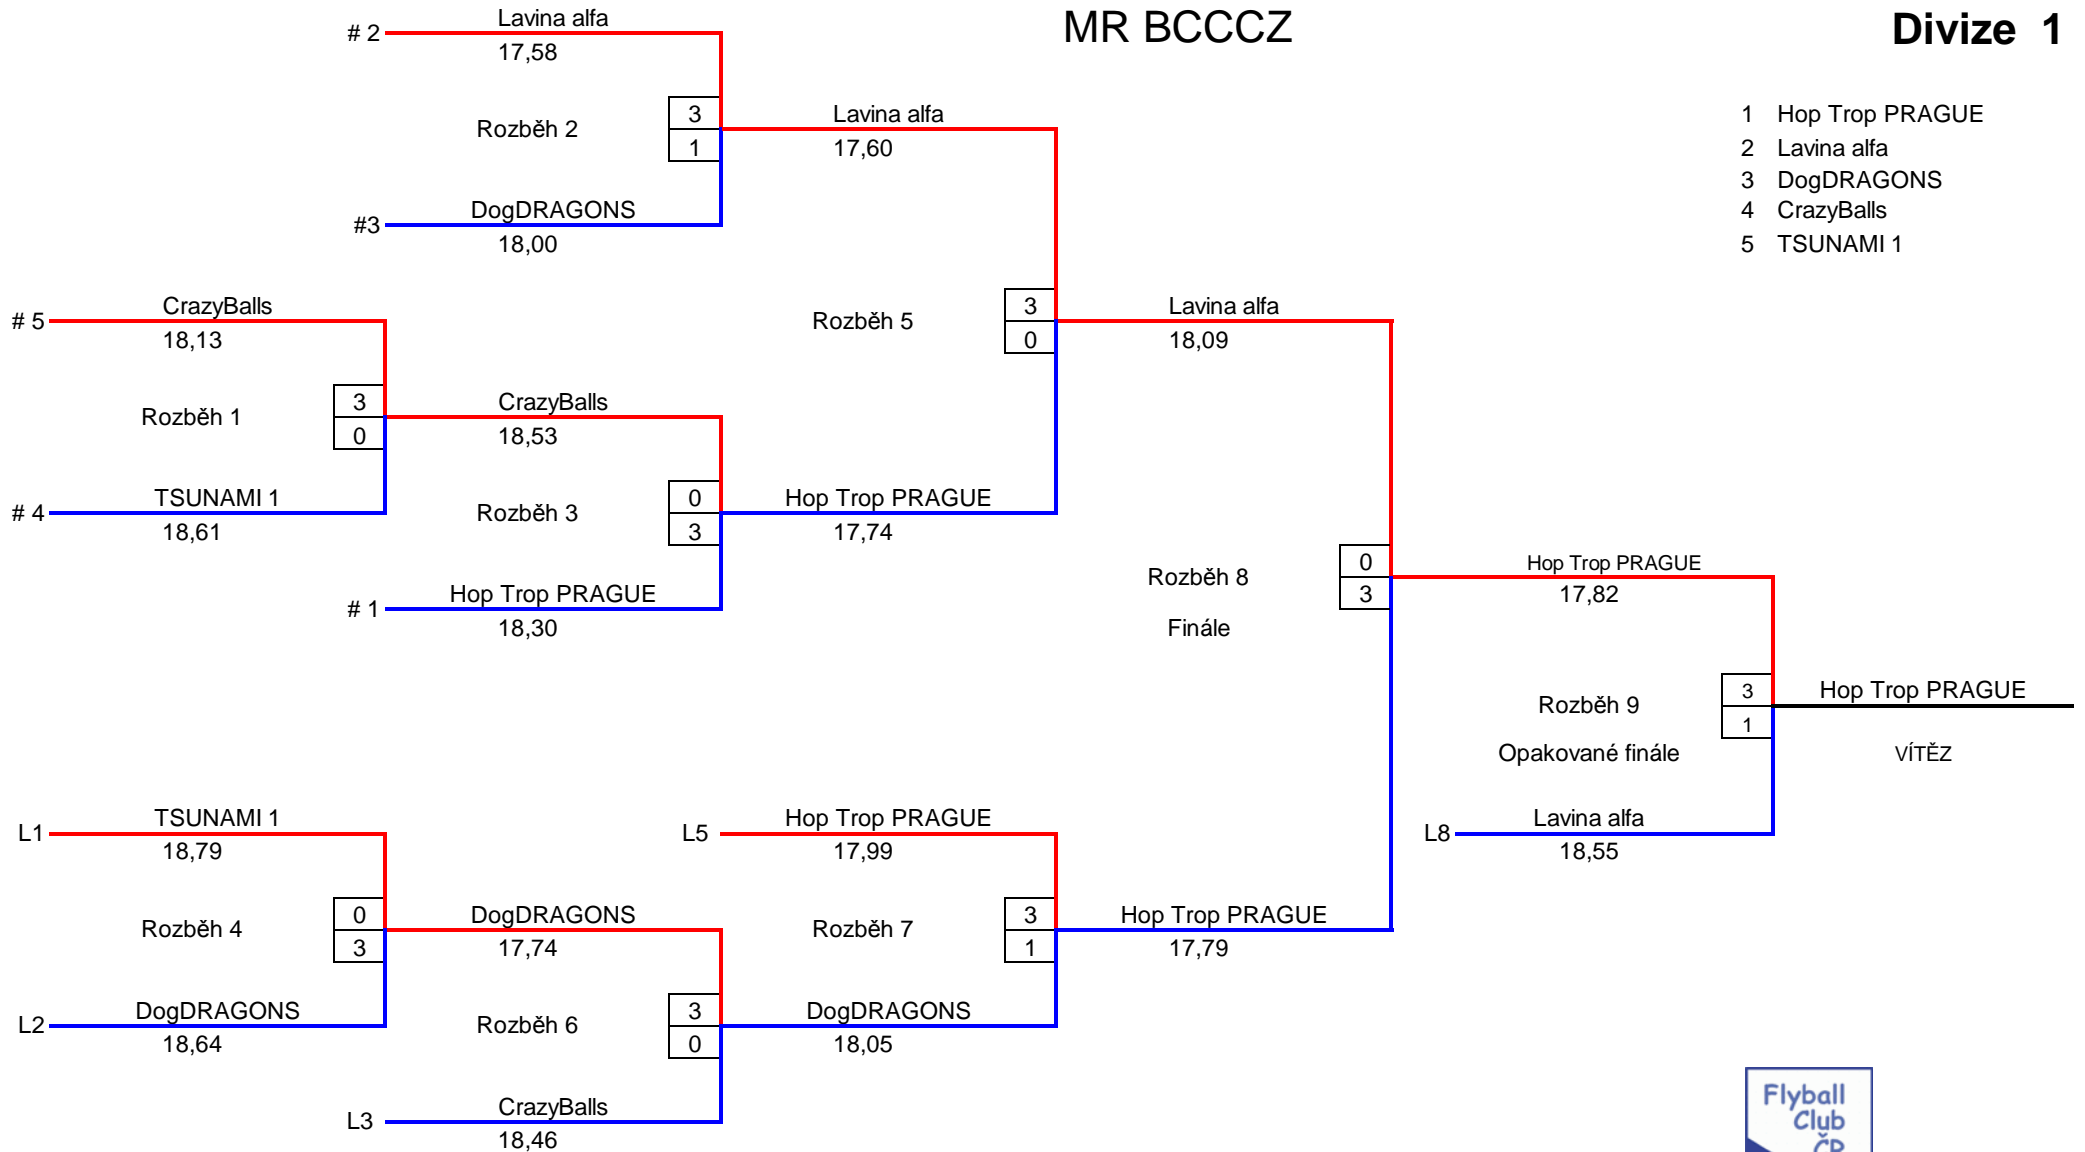 MR BCCCZ
Divize 1
1 Hop Trop PRAGUE
2 Lavina alfa
3 DogDRAGONS
4 CrazyBalls
5 TSUNAMI 1
# 2
Lavina alfa
17,58
Rozběh 2
3
1
#3
DogDRAGONS
18,00
Lavina alfa
17,60
# 5
CrazyBalls
18,13
Rozběh 1
3
0
# 4
TSUNAMI 1
18,61
CrazyBalls
18,53
Rozběh 3
0
3
# 1
Hop Trop PRAGUE
18,30
Rozběh 5
3
0
Hop Trop PRAGUE
17,74
Lavina alfa
18,09
Rozběh 8
0
3
Finále
Hop Trop PRAGUE
17,82
Rozběh 9
3
1
Opakované finále
Hop Trop PRAGUE
VÍTĚZ
L8
Lavina alfa
18,55
L1
TSUNAMI 1
18,79
Rozběh 4
0
3
L2
DogDRAGONS
18,64
DogDRAGONS
17,74
Rozběh 6
3
0
L3
CrazyBalls
18,46
L5
Hop Trop PRAGUE
17,99
Rozběh 7
3
1
DogDRAGONS
18,05
Hop Trop PRAGUE
17,79
Flyball
Club
ČR